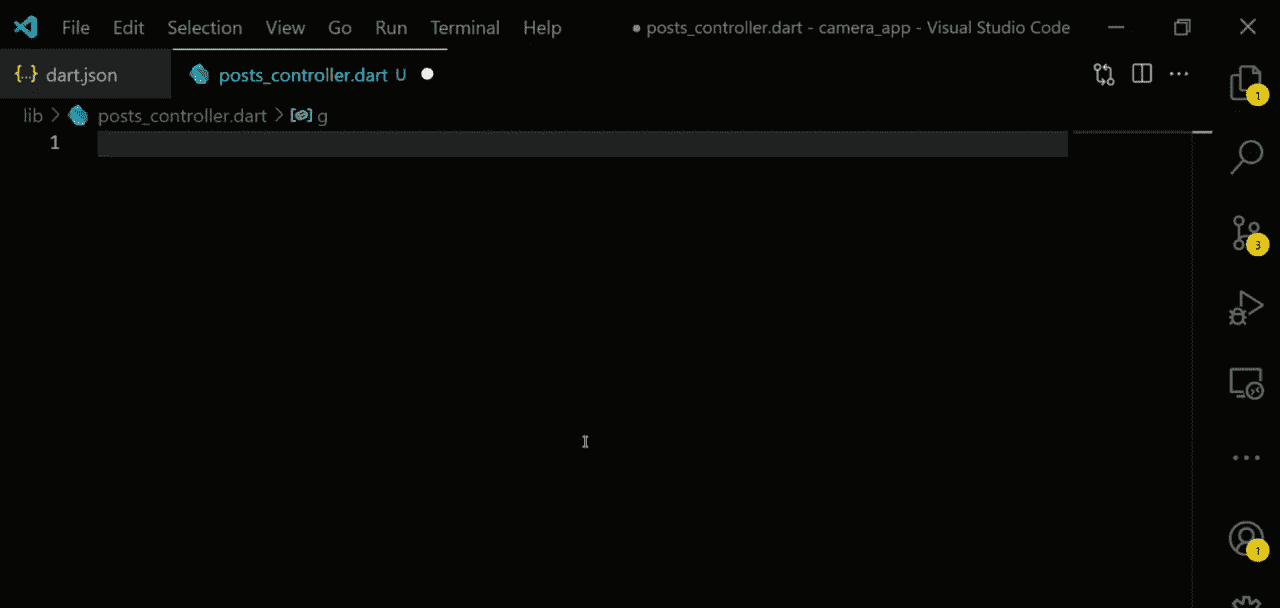 File Edit Selection View Go Run Terminal Help ● posts_controller.dart - camera_app - Visual Studio Code
{..} dart.json posts_controller.dart U
lib > posts_controller.dart > g
1
1
3
1